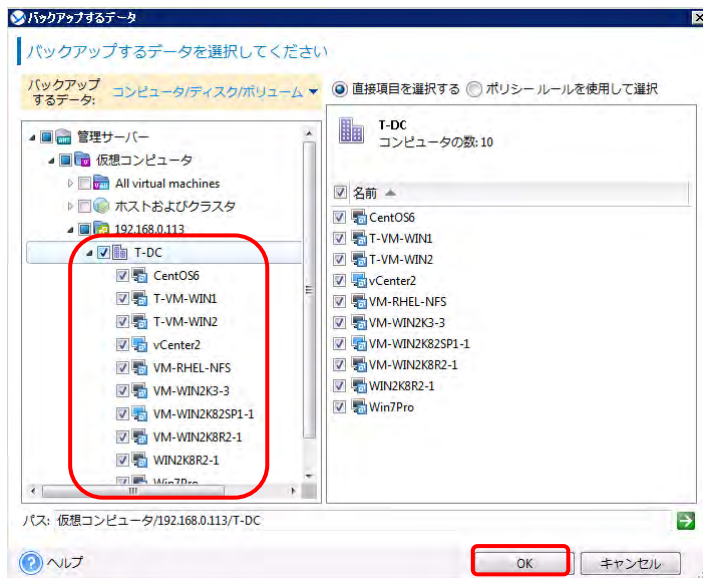 バックアップするデータ
バックアップするデータを選択してください
バックアップ
するデータ: コンピュータ/ディスク/ボリューム
直接項目を選択する ポリシー ルールを使用して選択
管理サーバー
仮想コンピュータ
All virtual machines
ホストおよびクラスタ
192.168.0.113
T-DC
CentOS6
T-VM-WIN1
T-VM-WIN2
vCenter2
VM-RHEL-NFS
VM-WIN2K3-3
VM-WIN2K82SP1-1
VM-WIN2K8R2-1
WIN2K8R2-1
Win7Pro
T-DC
コンピュータの数: 10
名前
CentOS6
T-VM-WIN1
T-VM-WIN2
vCenter2
VM-RHEL-NFS
VM-WIN2K3-3
VM-WIN2K82SP1-1
VM-WIN2K8R2-1
WIN2K8R2-1
Win7Pro
パス: 仮想コンピュータ/192.168.0.113/T-DC
ヘルプ
OK
キャンセル